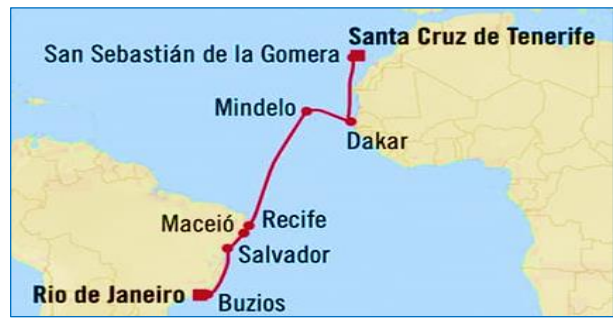 Santa Cruz de Tenerife
San Sebastián de la Gomera
Mindelo
Dakar
Recife
Maceió
Salvador
Rio de Janeiro
Buzios